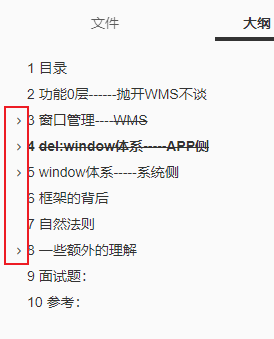 文件 大纲
1 目录
2 功能0层------抛开WMS不谈
3 窗口管理----WMS
4 del:window体系-----APP侧
5 window体系-----系统侧
6 框架的背后
7 自然法则
8 一些额外的理解
9 面试题：
10 参考：